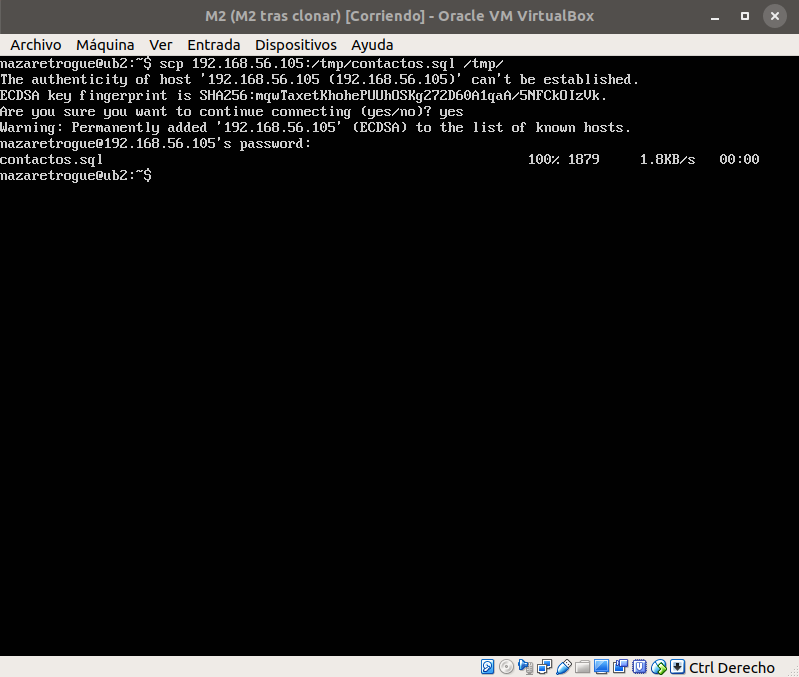 M2 (M2 tras clonar) [Corriendo] - Oracle VM VirtualBox
Archivo Máquina Ver Entrada Dispositivos Ayuda
nazaretrogue@ub2:~$ scp 192.168.56.105:/tmp/contactos.sql /tmp/
The authenticity of host '192.168.56.105 (192.168.56.105)' can't be established.
ECDSA key fingerprint is SHA256:mqwTaxetKhohePUUhOSKg272D60A1qaA/5NFCkOIzVk.
Are you sure you want to continue connecting (yes/no)? yes
Warning: Permanently added '192.168.56.105' (ECDSA) to the list of known hosts.
nazaretrogue@192.168.56.105's password:
contactos.sql 100% 1879 1.8KB/s 00:00
nazaretrogue@ub2:~$
Ctrl Derecho